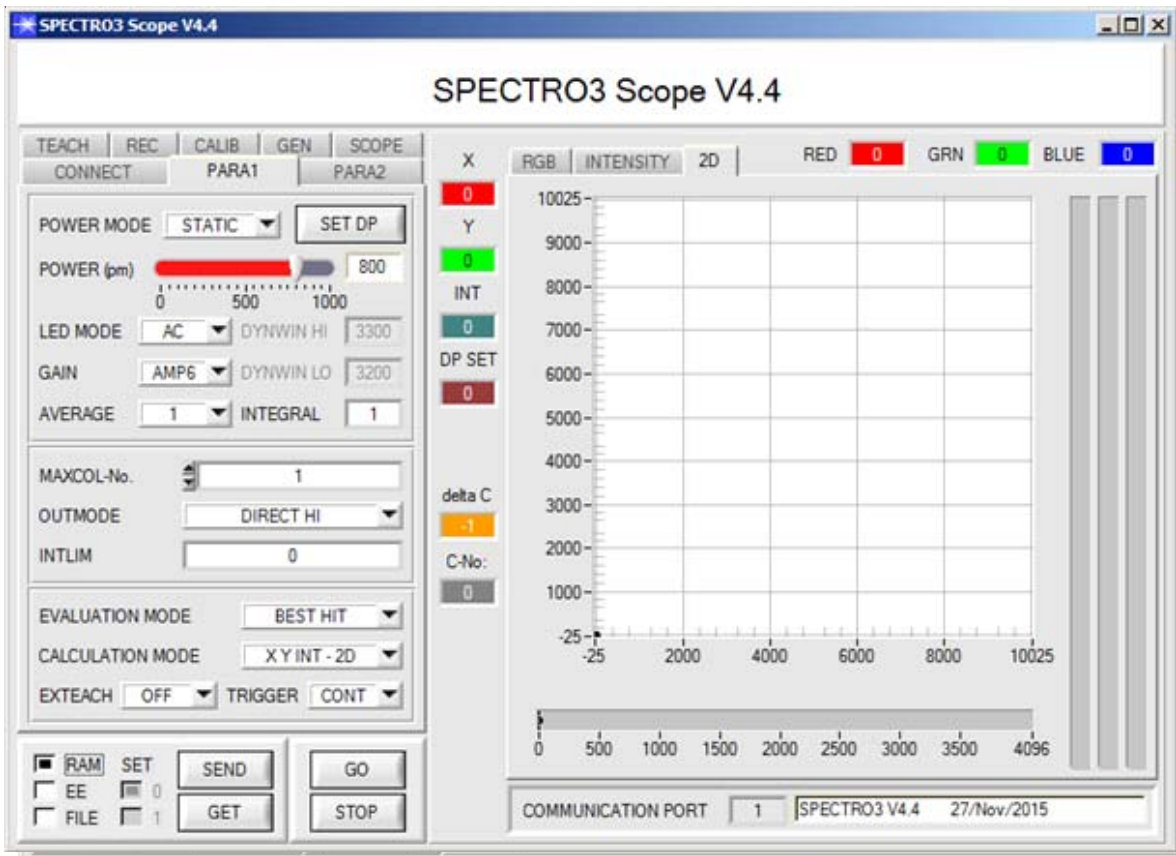 SPECTRO3 Scope V4.4
SPECTRO3 Scope V4.4
TEACH REC CALIB GEN SCOPE
CONNECT PARA1 PARA2
POWER MODE STATIC SET DP
POWER (pm) 800
0 500 1000
LED MODE AC DYNWIN HI 3300
GAIN AMP6 DYNWIN LO 3200
AVERAGE 1 INTEGRAL 1
MAXCOL-No. 1
OUTMODE DIRECT HI
INTLIM 0
EVALUATION MODE BEST HIT
CALCULATION MODE X Y INT - 2D
EXTEACH OFF TRIGGER CONT
RAM SET SEND GO
EE 0
FILE 1 GET STOP
X
0
Y
0
INT
0
DP SET
0
delta C
-1
C-No:
0
RGB INTENSITY 2D RED 0 GRN 0 BLUE 0
10025
9000
8000
7000
6000
5000
4000
3000
2000
1000
-25
-25 2000 4000 6000 8000 10025
0 500 1000 1500 2000 2500 3000 3500 4096
COMMUNICATION PORT 1 SPECTRO3 V4.4 27/Nov/2015